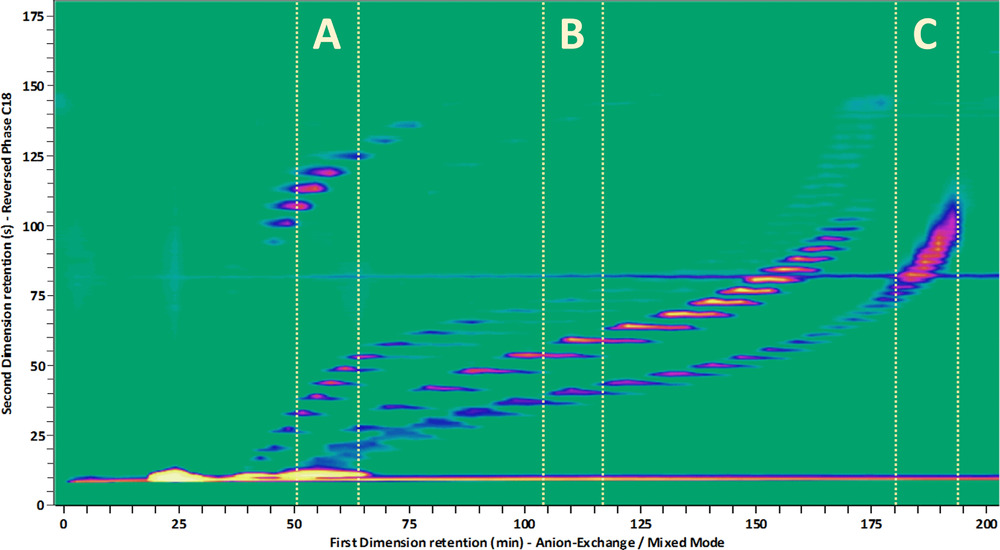 A B C
175
150
125
100
75
50
25
0
Second Dimension retention (s) - Reversed Phase C18
0 25 50 75 100 125 150 175 200
First Dimension retention (min) - Anion-Exchange / Mixed Mode